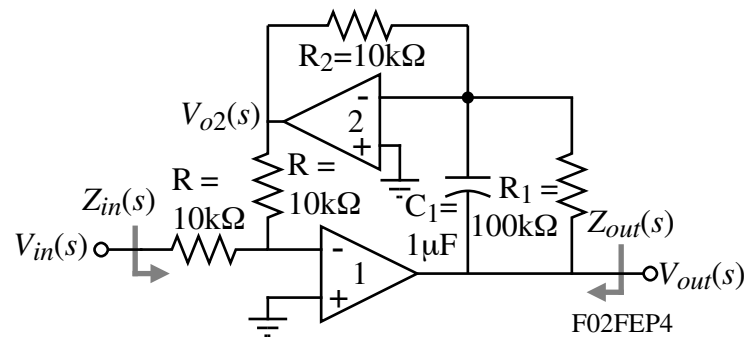 R₂=10kΩ
-
2
+
Vo2(s)
R =
10kΩ
R =
10kΩ
Zin(s)
Vin(s)
C₁=
1μF
R₁=
100kΩ
Zout(s)
-
1
+
Vout(s)
F02FEP4